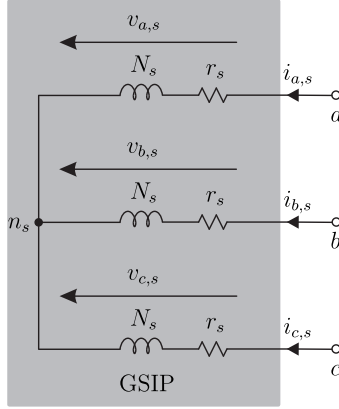 v_{a,s}
N_s r_s i_{a,s}
a
v_{b,s}
N_s r_s i_{b,s}
n_s
b
v_{c,s}
N_s r_s i_{c,s}
c
GSIP